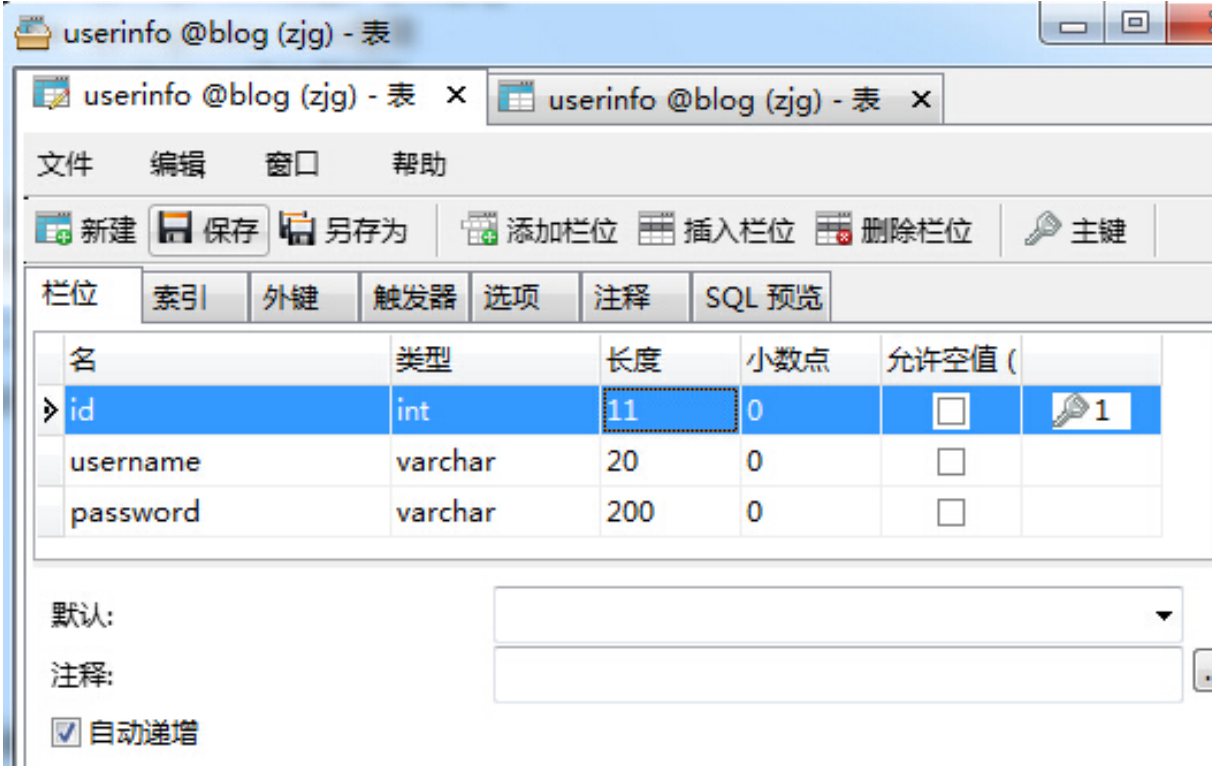 userinfo @blog (zjg) - 表
userinfo @blog (zjg) - 表 userinfo @blog (zjg) - 表
文件 编辑 窗口 帮助
新建 保存 另存为 添加栏位 插入栏位 删除栏位 主键
栏位 索引 外键 触发器 选项 注释 SQL 预览
名 类型 长度 小数点 允许空值 (
id int 11 0 1
username varchar 20 0
password varchar 200 0
默认:
注释:
自动递增